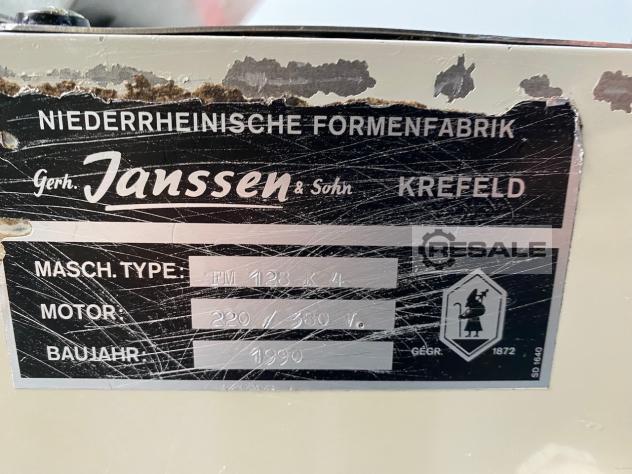 NIEDERRHEINISCHE FORMENFABRIK
Gerh. Janssen & Sohn KREFELD
RESALE
MASCH. TYPE: FM 128 K 4
MOTOR: 220 / 380 V.
BAUJAHR: 1990
GEGR. 1872
SD 1640